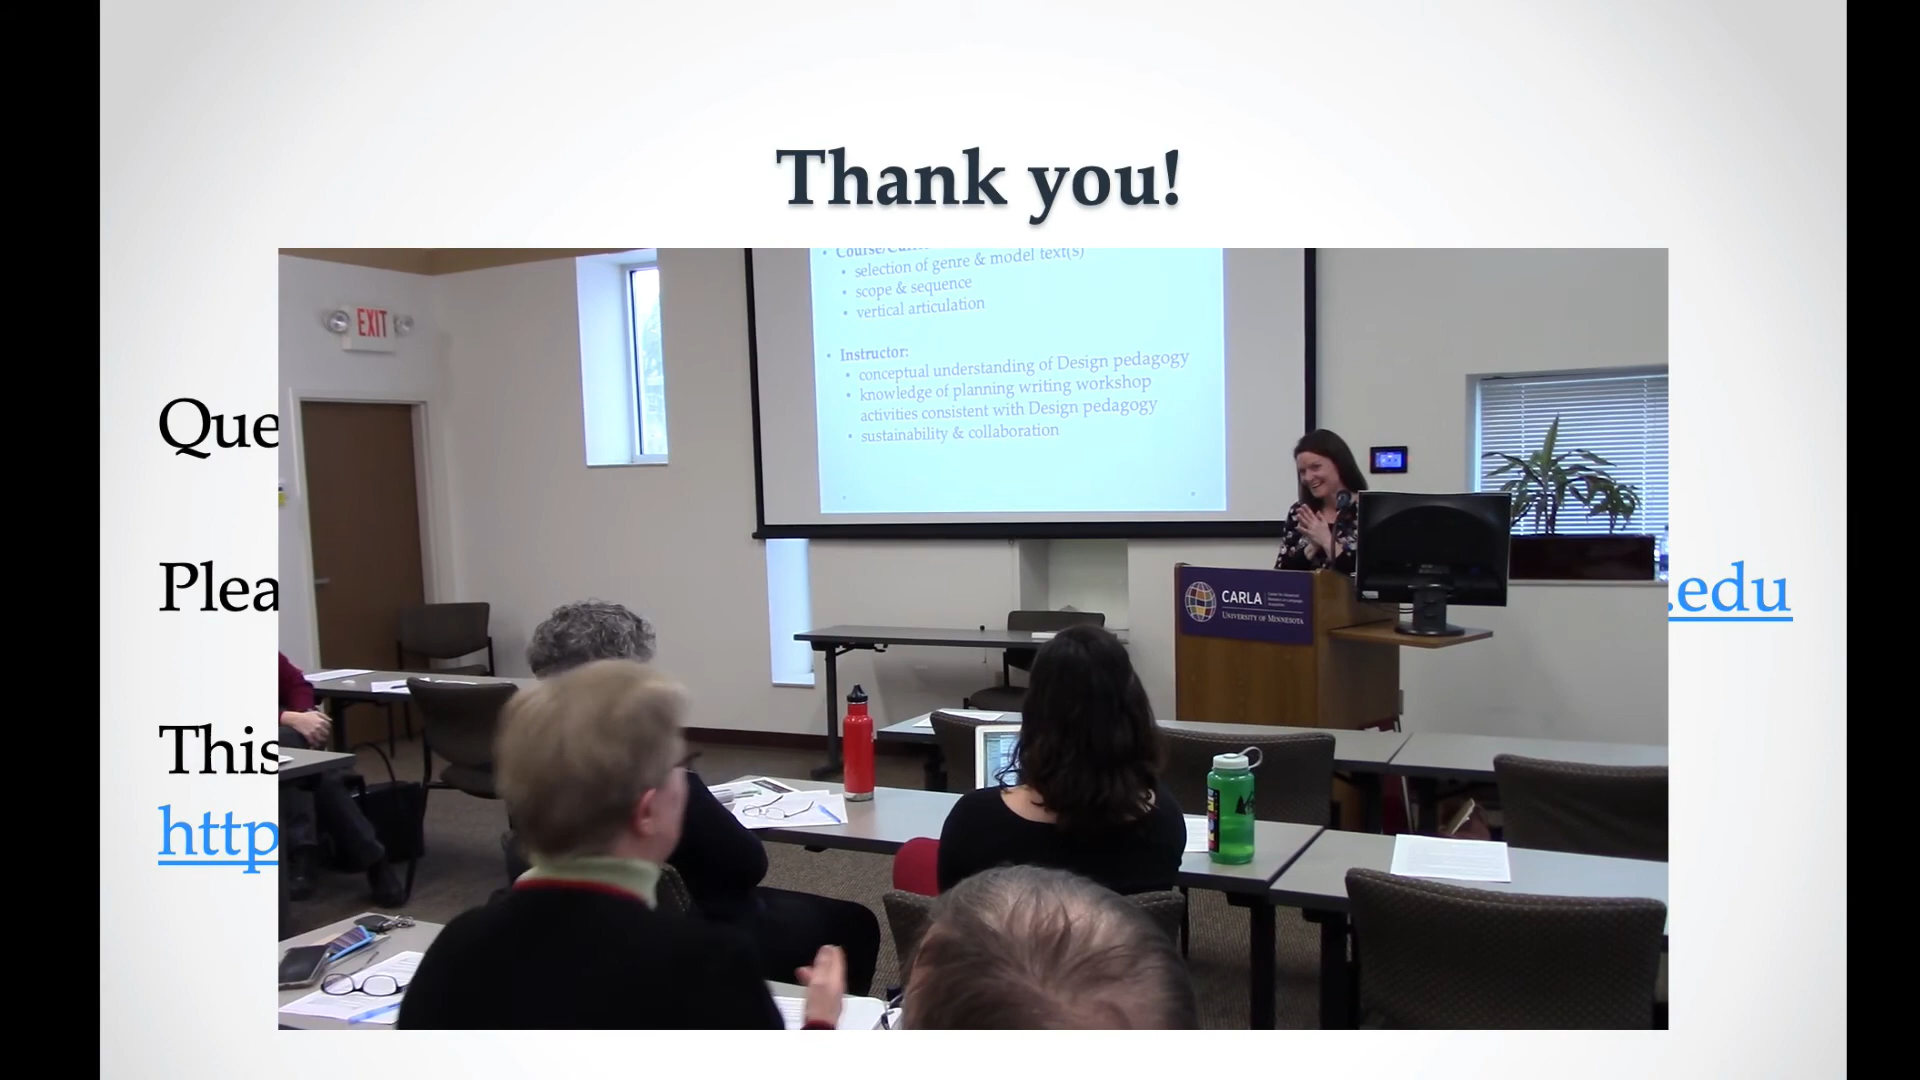 Thank you!
• selection of genre & model text(s)
• scope & sequence
• vertical articulation
• Instructor:
• conceptual understanding of Design pedagogy
• knowledge of planning writing workshop
activities consistent with Design pedagogy
• sustainability & collaboration
EXIT
Que
Plea
.edu
CARLA
UNIVERSITY OF MINNESOTA
This
http